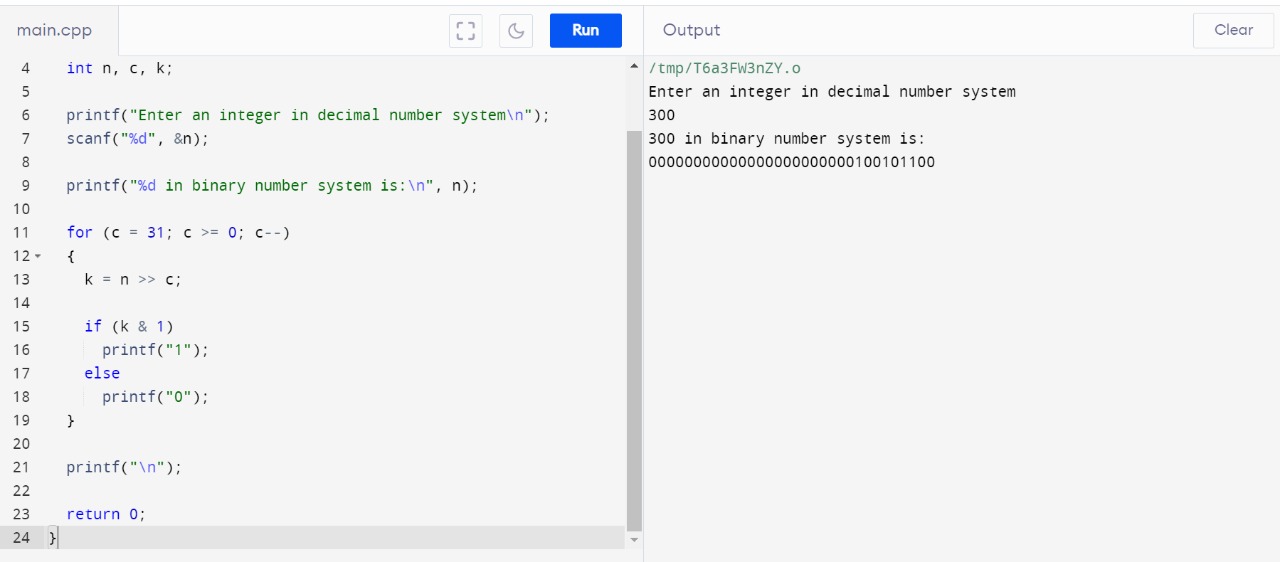 main.cpp
Run
4 int n, c, k;
5
6 printf("Enter an integer in decimal number system\n");
7 scanf("%d", &n);
8
9 printf("%d in binary number system is:\n", n);
10
11 for (c = 31; c >= 0; c--)
12 {
13 k = n >> c;
14
15 if (k & 1)
16 printf("1");
17 else
18 printf("0");
19 }
20
21 printf("\n");
22
23 return 0;
24 }
Output
Clear
/tmp/T6a3FW3nZY.o
Enter an integer in decimal number system
300
300 in binary number system is:
00000000000000000000000100101100